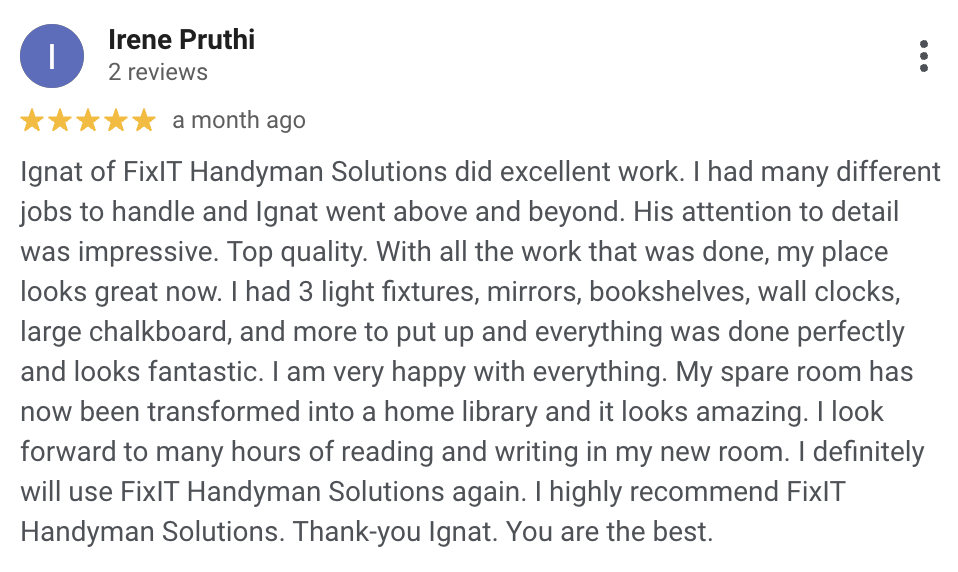 I
Irene Pruthi
2 reviews
a month ago
Ignat of FixIT Handyman Solutions did excellent work. I had many different
jobs to handle and Ignat went above and beyond. His attention to detail
was impressive. Top quality. With all the work that was done, my place
looks great now. I had 3 light fixtures, mirrors, bookshelves, wall clocks,
large chalkboard, and more to put up and everything was done perfectly
and looks fantastic. I am very happy with everything. My spare room has
now been transformed into a home library and it looks amazing. I look
forward to many hours of reading and writing in my new room. I definitely
will use FixIT Handyman Solutions again. I highly recommend FixIT
Handyman Solutions. Thank-you Ignat. You are the best.